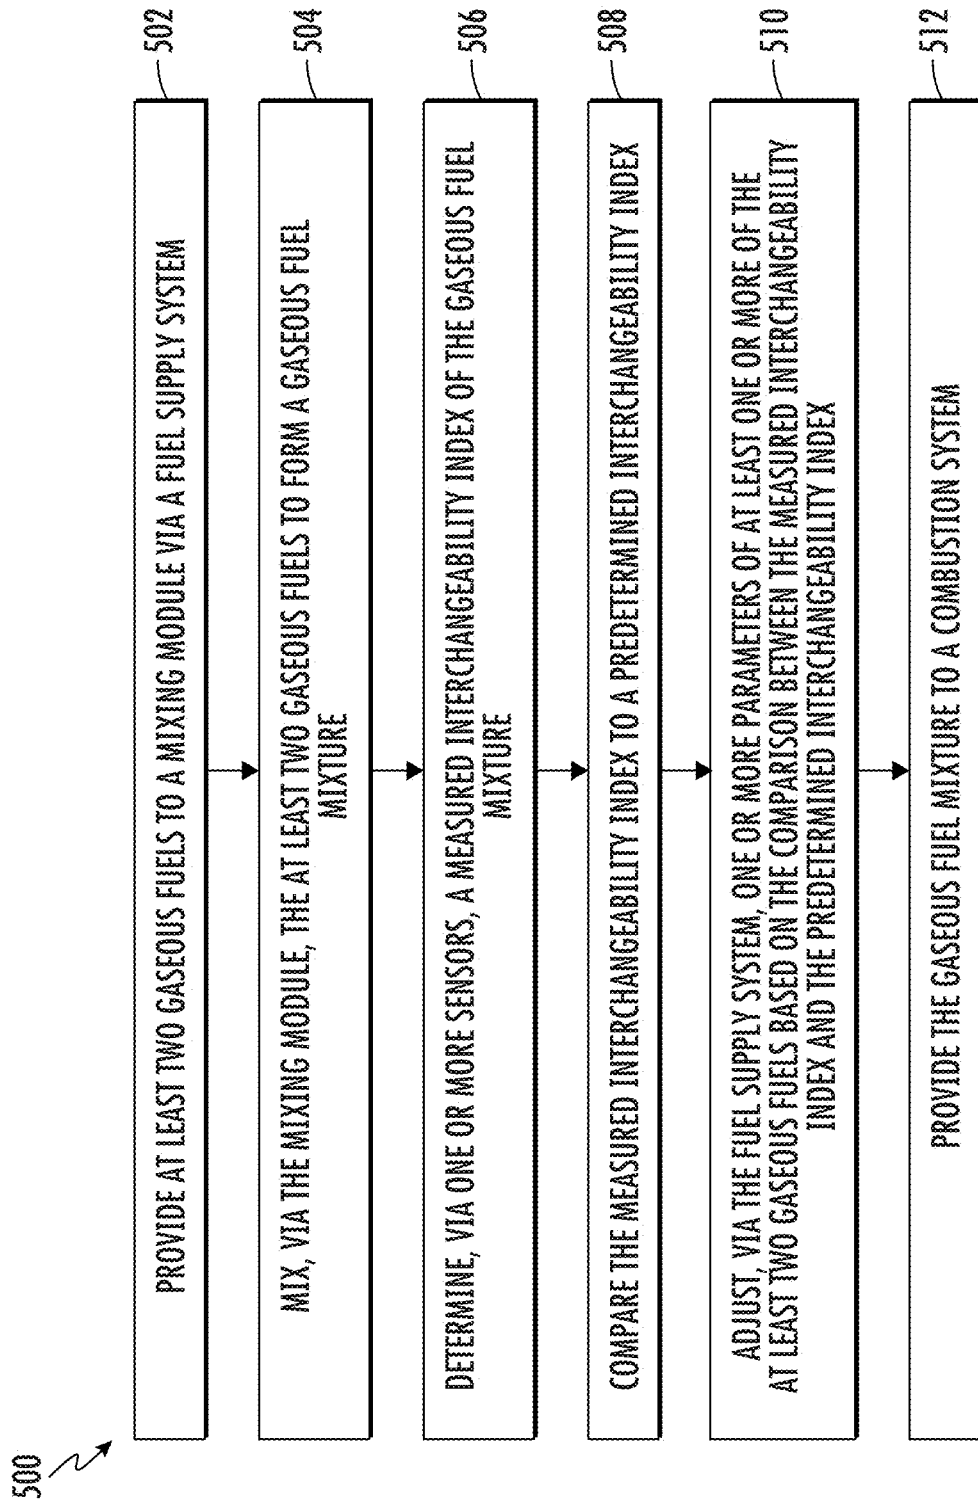 500
PROVIDE AT LEAST TWO GASEOUS FUELS TO A MIXING MODULE VIA A FUEL SUPPLY SYSTEM
502
MIX, VIA THE MIXING MODULE, THE AT LEAST TWO GASEOUS FUELS TO FORM A GASEOUS FUEL
MIXTURE
504
DETERMINE, VIA ONE OR MORE SENSORS, A MEASURED INTERCHANGEABILITY INDEX OF THE GASEOUS FUEL
MIXTURE
506
COMPARE THE MEASURED INTERCHANGEABILITY INDEX TO A PREDETERMINED INTERCHANGEABILITY INDEX
508
ADJUST, VIA THE FUEL SUPPLY SYSTEM, ONE OR MORE PARAMETERS OF AT LEAST ONE OR MORE OF THE
AT LEAST TWO GASEOUS FUELS BASED ON THE COMPARISON BETWEEN THE MEASURED INTERCHANGEABILITY
INDEX AND THE PREDETERMINED INTERCHANGEABILITY INDEX
510
PROVIDE THE GASEOUS FUEL MIXTURE TO A COMBUSTION SYSTEM
512